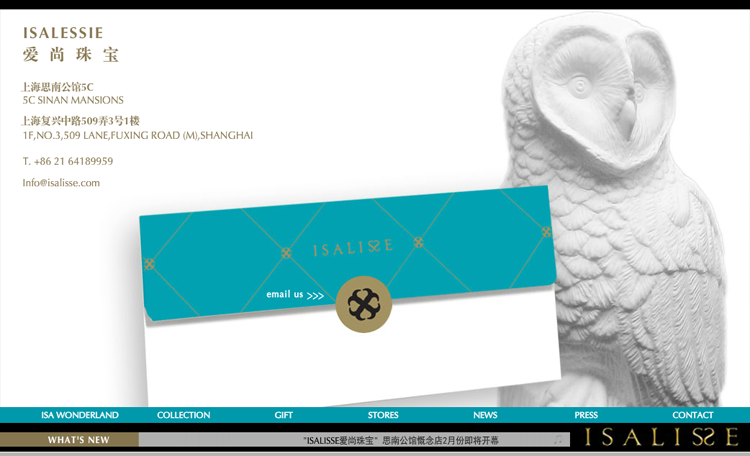 ISALESSIE
爱尚珠宝
上海思南公馆5C
5C SINAN MANSIONS
上海复兴中路509弄3号1楼
1F,NO.3,509 LANE,FUXING ROAD (M),SHANGHAI
T. +86 21 64189959
Info@isalisse.com
ISALISSE
email us >>>
ISA WONDERLAND COLLECTION GIFT STORES NEWS PRESS CONTACT
WHAT'S NEW “ISALISSE爱尚珠宝”思南公馆慨念店2月份即将开幕 ISALISSE